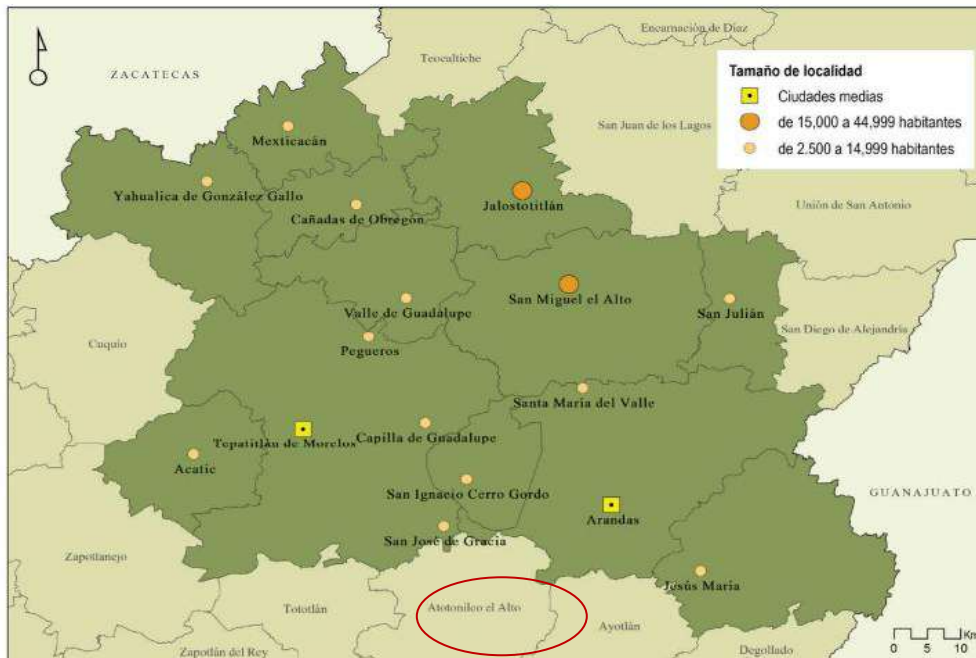 Encarnación de Díaz
Teocaltiche
ZACATECAS
Tamaño de localidad
Ciudades medias
de 15,000 a 44,999 habitantes
de 2.500 a 14,999 habitantes
San Juan de los Lagos
Mexticacán
Yahualica de González Gallo
Cañadas de Obregón
Jalostotitlán
Unión de San Antonio
San Miguel el Alto
San Julián
Valle de Guadalupe
San Diego de Alejandría
Cuquío
Pegueros
Santa María del Valle
Tepatitlán de Morelos
Capilla de Guadalupe
Acatic
San Ignacio Cerro Gordo
GUANAJUATO
Arandas
San José de Gracia
Zapotlanejo
Jesús María
Tototlán
Atotonilco el Alto
Ayotlán
Zapotlán del Rey
Degollado
Km
0 5 10